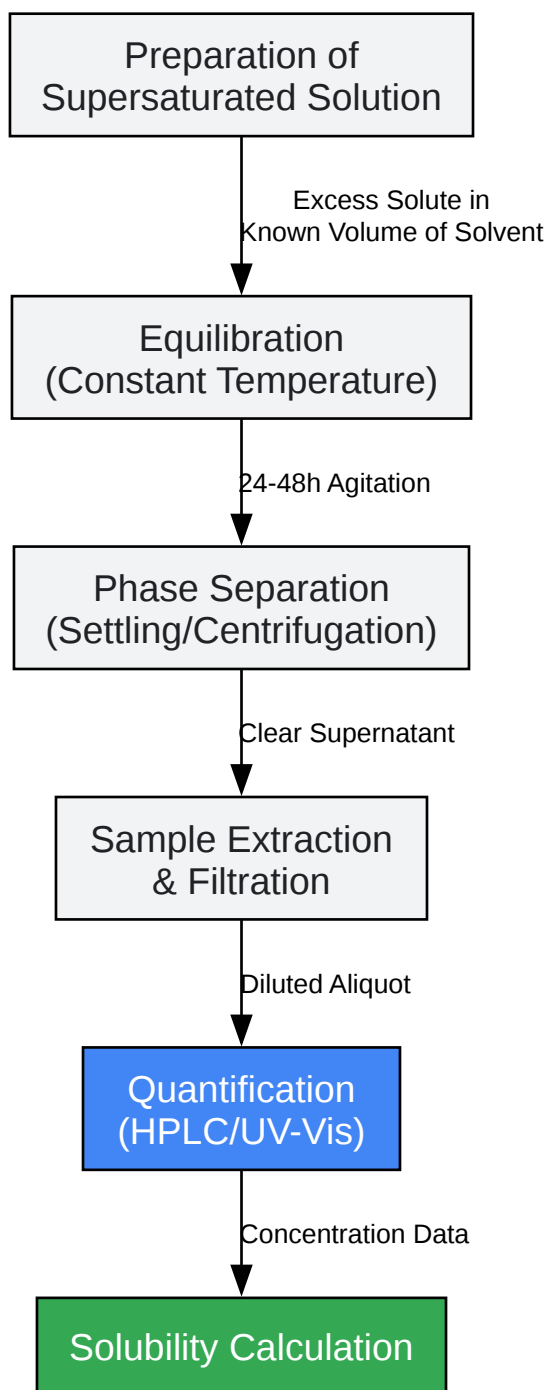 Preparation of
Supersaturated Solution
Excess Solute in
Known Volume of Solvent
Equilibration
(Constant Temperature)
24-48h Agitation
Phase Separation
(Settling/Centrifugation)
Clear Supernatant
Sample Extraction
& Filtration
Diluted Aliquot
Quantification
(HPLC/UV-Vis)
Concentration Data
Solubility Calculation